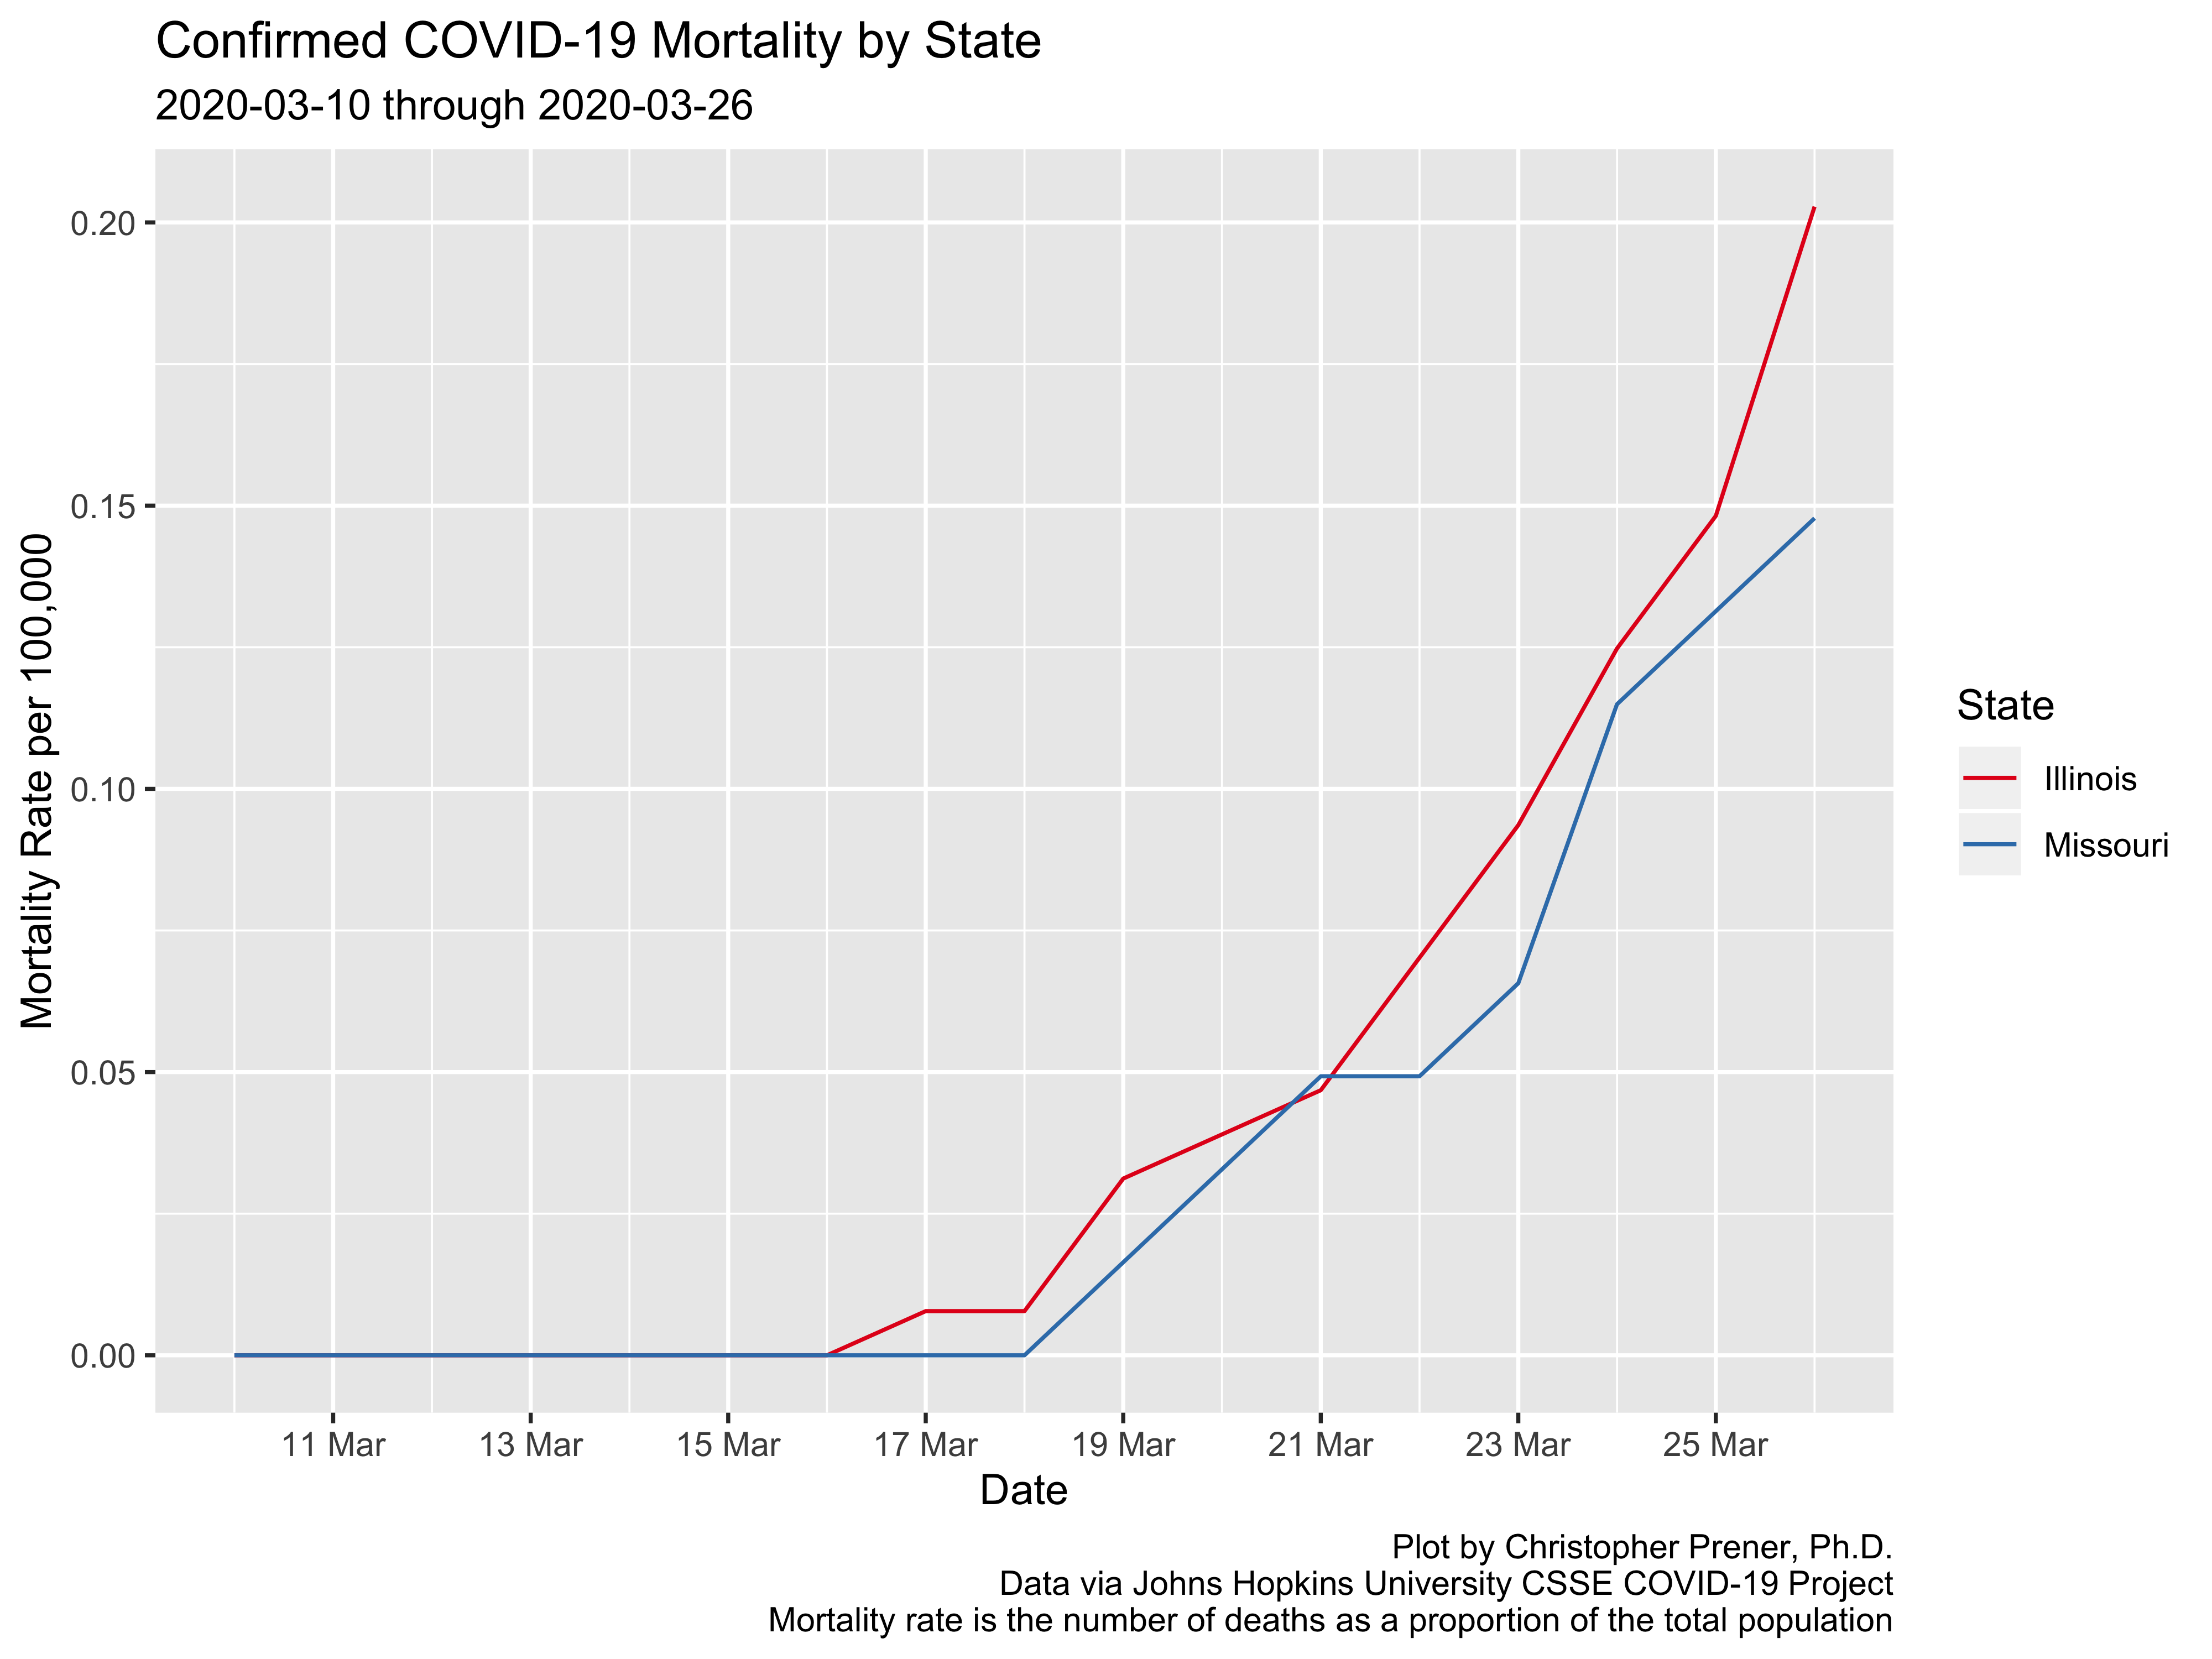 Confirmed COVID-19 Mortality by State
2020-03-10 through 2020-03-26
Mortality Rate per 100,000
0.20
0.15
0.10
0.05
0.00
11 Mar
13 Mar
15 Mar
17 Mar
19 Mar
21 Mar
23 Mar
25 Mar
Date
State
Illinois
Missouri
Plot by Christopher Prener, Ph.D.
Data via Johns Hopkins University CSSE COVID-19 Project
Mortality rate is the number of deaths as a proportion of the total population